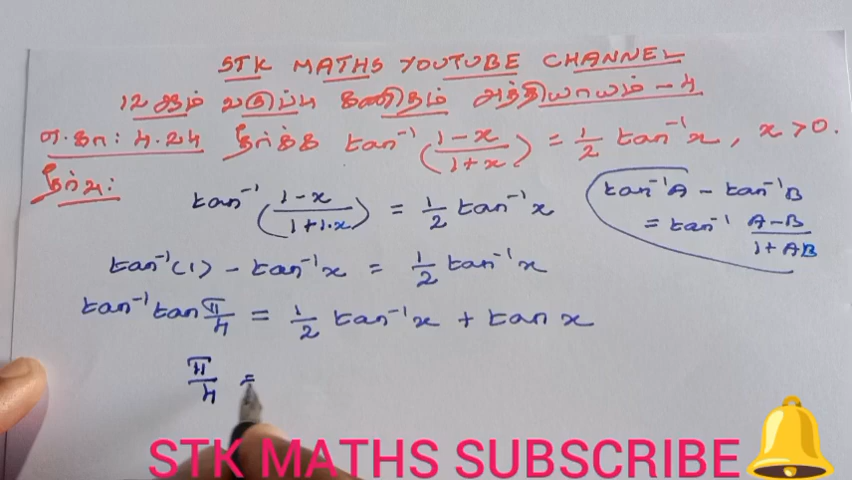 STK MATHS YOUTUBE CHANNEL
12 ஆம் வகுப்பு கணிதம் அத்தியாயம் - 4
எ.கா: 4.24 தீர்க்க tan⁻¹((1-x)/(1+x)) = 1/2 tan⁻¹x, x>0.
தீர்வு:
tan⁻¹((1-x)/(1+1·x)) = 1/2 tan⁻¹x
tan⁻¹A - tan⁻¹B
= tan⁻¹ (A-B)/(1+AB)
tan⁻¹(1) - tan⁻¹x = 1/2 tan⁻¹x
tan⁻¹tan π/4 = 1/2 tan⁻¹x + tan x
π/4 =
STK MATHS SUBSCRIBE